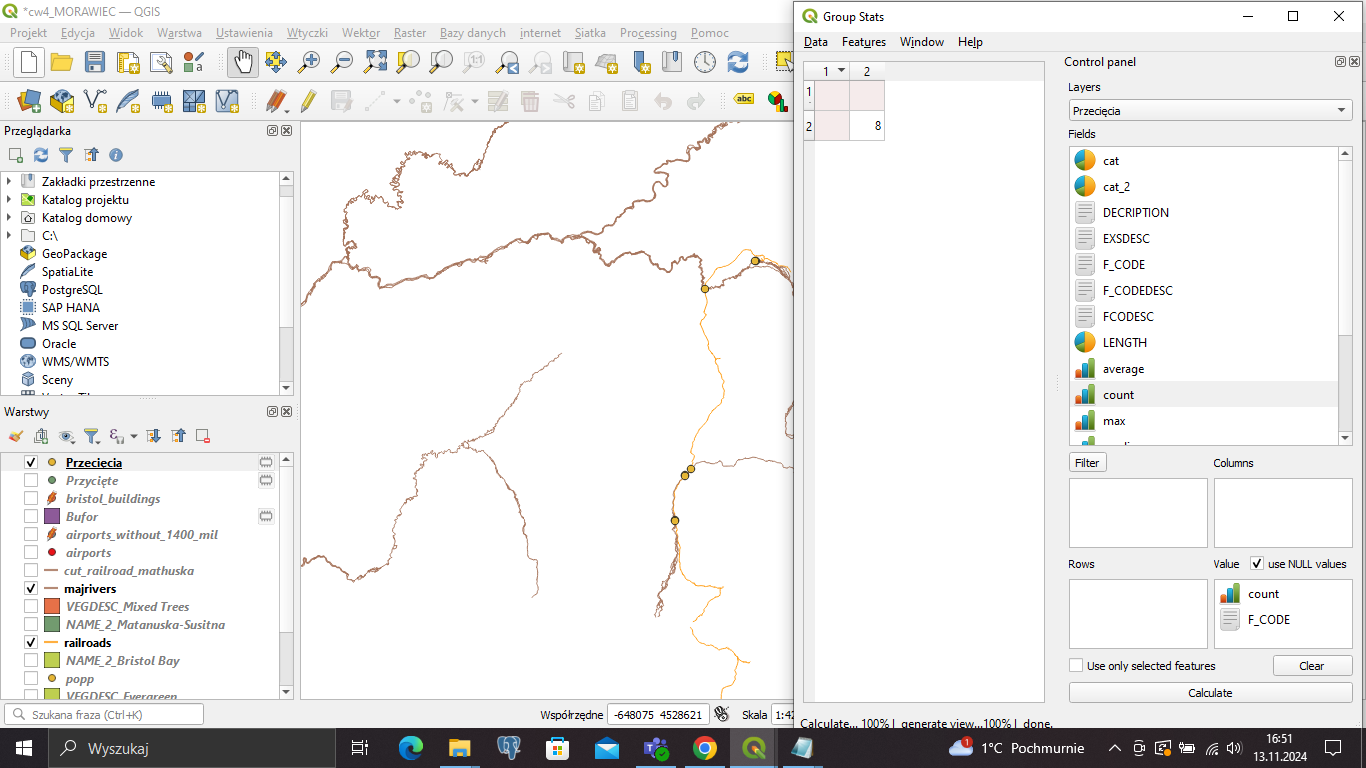 *cw4_MORAWIEC — QGIS
Projekt Edycja Widok Warstwa Ustawienia Wtyczki Wektor Raster Bazy danych internet Siatka Processing Pomoc
1:1
abc
Przeglądarka
Zakładki przestrzenne
Katalog projektu
Katalog domowy
C:\
GeoPackage
SpatiaLite
PostgreSQL
SAP HANA
MS SQL Server
Oracle
WMS/WMTS
Sceny
Warstwy
Przecięcia
Przycięte
bristol_buildings
Bufor
airports_without_1400_mil
airports
cut_railroad_mathuska
majrivers
VEGDESC_Mixed Trees
NAME_2_Matanuska-Susitna
railroads
NAME_2_Bristol Bay
popp
VEGDESC_Evergreen
Szukana fraza (Ctrl+K)
Współrzędne -648075 4528621 Skala 1:42
Group Stats
Data Features Window Help
1 2
1
2 8
Control panel
Layers
Przecięcia
Fields
cat
cat_2
DECRIPTION
EXSDESC
F_CODE
F_CODEDESC
FCODESC
LENGTH
average
count
max
Filter Columns
Rows Value use NULL values
count
F_CODE
Use only selected features Clear
Calculate
Calculate... 100% | generate view...100% | done.
Wyszukaj
1 1°C Pochmurnie
16:51
13.11.2024